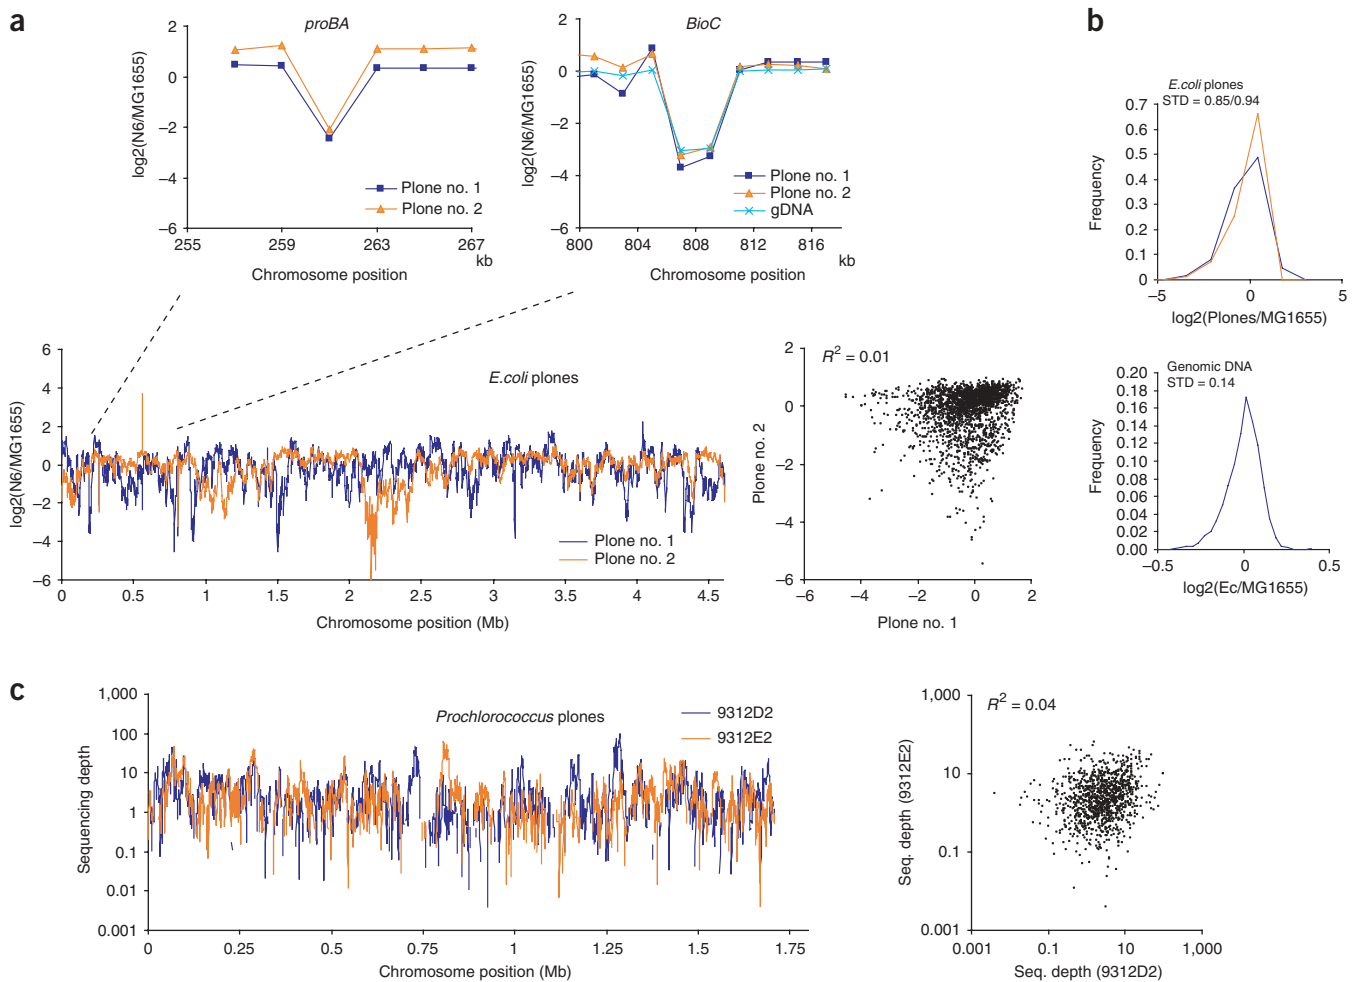 a
proBA
log2(N6/MG1655)
2
0
−2
−4
−6
Plone no. 1
Plone no. 2
255
259
263
267
kb
Chromosome position
BioC
log2(N6/MG1655)
2
0
−2
−4
−6
Plone no. 1
Plone no. 2
gDNA
800
804
808
812
816
kb
Chromosome position
log2(N6/MG1655)
6
4
2
0
−2
−4
−6
E.coli plones
Plone no. 1
Plone no. 2
0
0.5
1
1.5
2
2.5
3
3.5
4
4.5
Chromosome position (Mb)
Plone no. 2
2
0
−2
−4
−6
R2 = 0.01
−6
−4
−2
0
2
Plone no. 1
b
E.coli plones
STD = 0.85/0.94
Frequency
0.7
0.6
0.5
0.4
0.3
0.2
0.1
0
−5
0
5
log2(Plones/MG1655)
Genomic DNA
STD = 0.14
Frequency
0.20
0.18
0.16
0.14
0.12
0.10
0.08
0.06
0.04
0.02
0.00
−0.5
0
0.5
log2(Ec/MG1655)
c
Sequencing depth
1,000
100
10
1
0.1
0.01
0.001
Prochlorococcus plones
9312D2
9312E2
0
0.25
0.5
0.75
1
1.25
1.5
1.75
Chromosome position (Mb)
Seq. depth (9312E2)
1,000
10
0.1
0.001
R2 = 0.04
0.001
0.1
10
1,000
Seq. depth (9312D2)